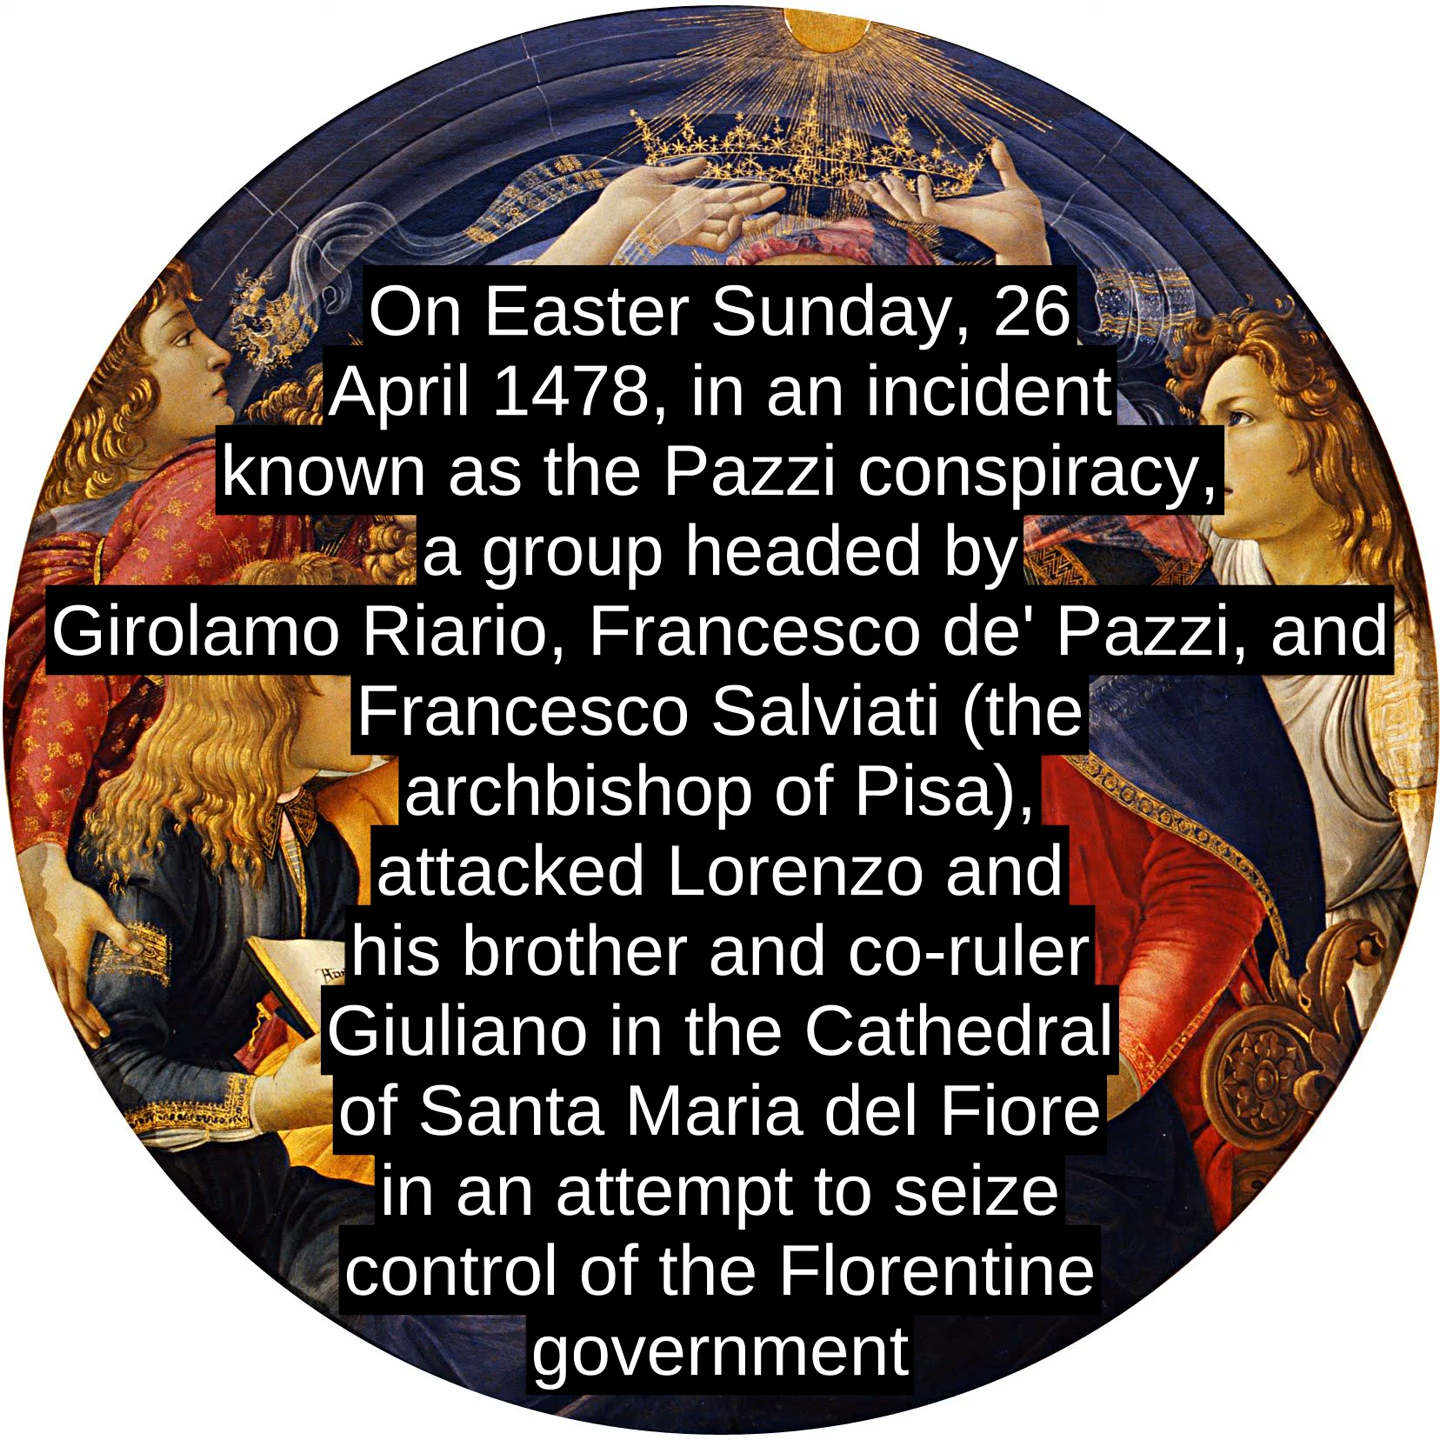 On Easter Sunday, 26
April 1478, in an incident
known as the Pazzi conspiracy,
a group headed by
Girolamo Riario, Francesco de' Pazzi, and
Francesco Salviati (the
archbishop of Pisa),
attacked Lorenzo and
his brother and co-ruler
Giuliano in the Cathedral
of Santa Maria del Fiore
in an attempt to seize
control of the Florentine
government